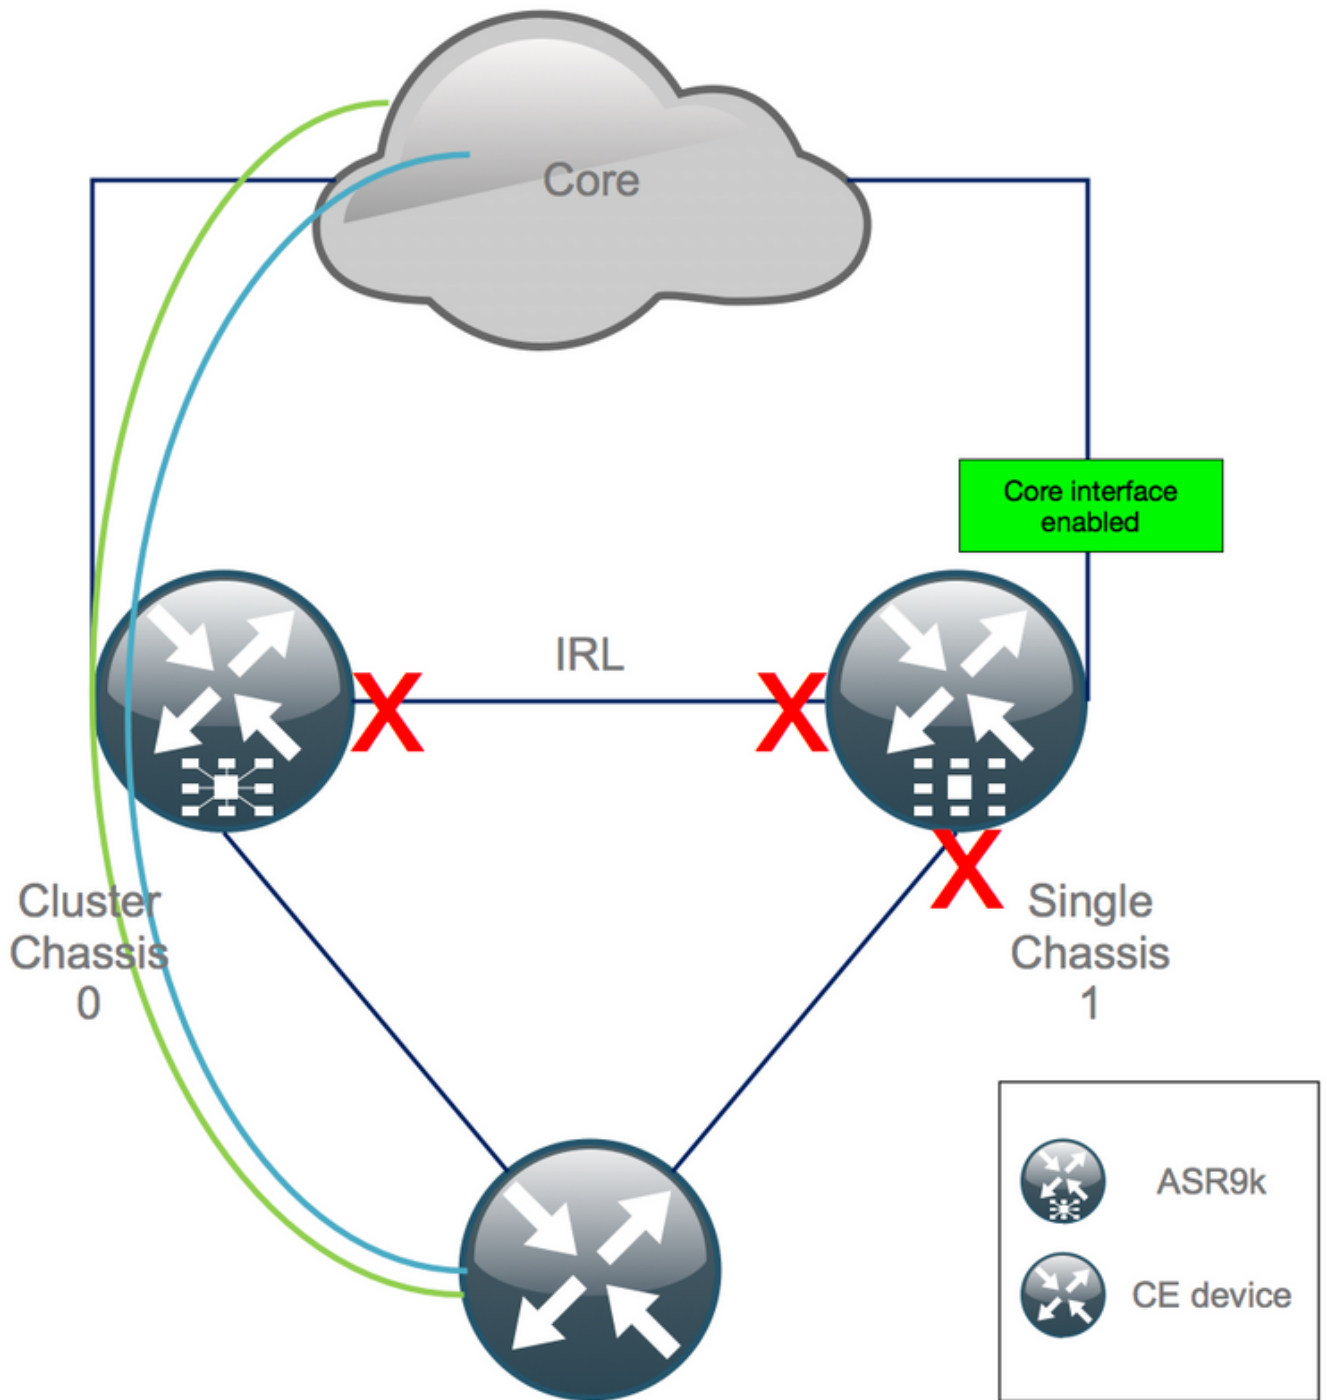 Core
Core interface
enabled
IRL
Cluster
Chassis
0
Single
Chassis
1
ASR9k
CE device